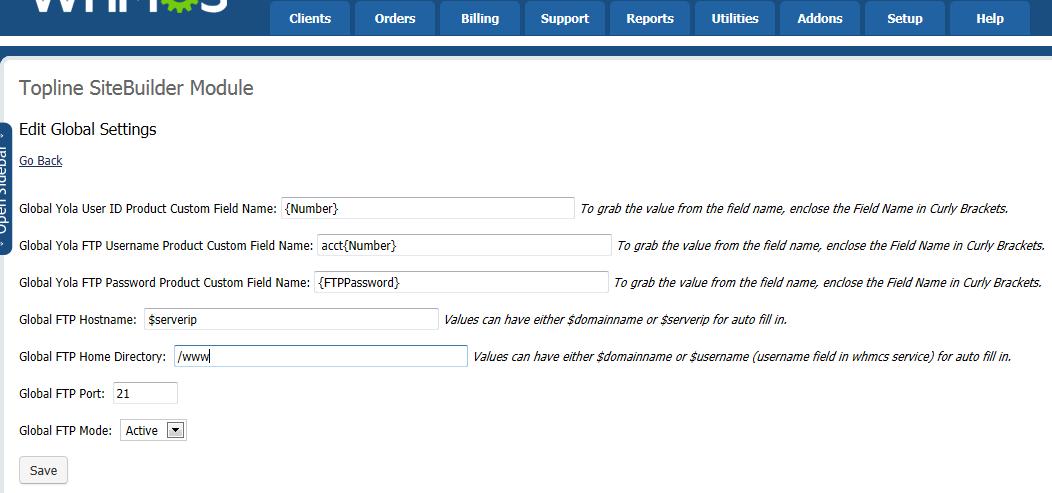 WHMCS
Clients Orders Billing Support Reports Utilities Addons Setup Help
Topline SiteBuilder Module
Edit Global Settings
Go Back
Open Sidebar
Global Yola User ID Product Custom Field Name: {Number} To grab the value from the field name, enclose the Field Name in Curly Brackets.
Global Yola FTP Username Product Custom Field Name: acct{Number} To grab the value from the field name, enclose the Field Name in Curly Brackets.
Global Yola FTP Password Product Custom Field Name: {FTPPassword} To grab the value from the field name, enclose the Field Name in Curly Brackets.
Global FTP Hostname: $serverip Values can have either $domainname or $serverip for auto fill in.
Global FTP Home Directory: /www Values can have either $domainname or $username (username field in whmcs service) for auto fill in.
Global FTP Port: 21
Global FTP Mode: Active
Save